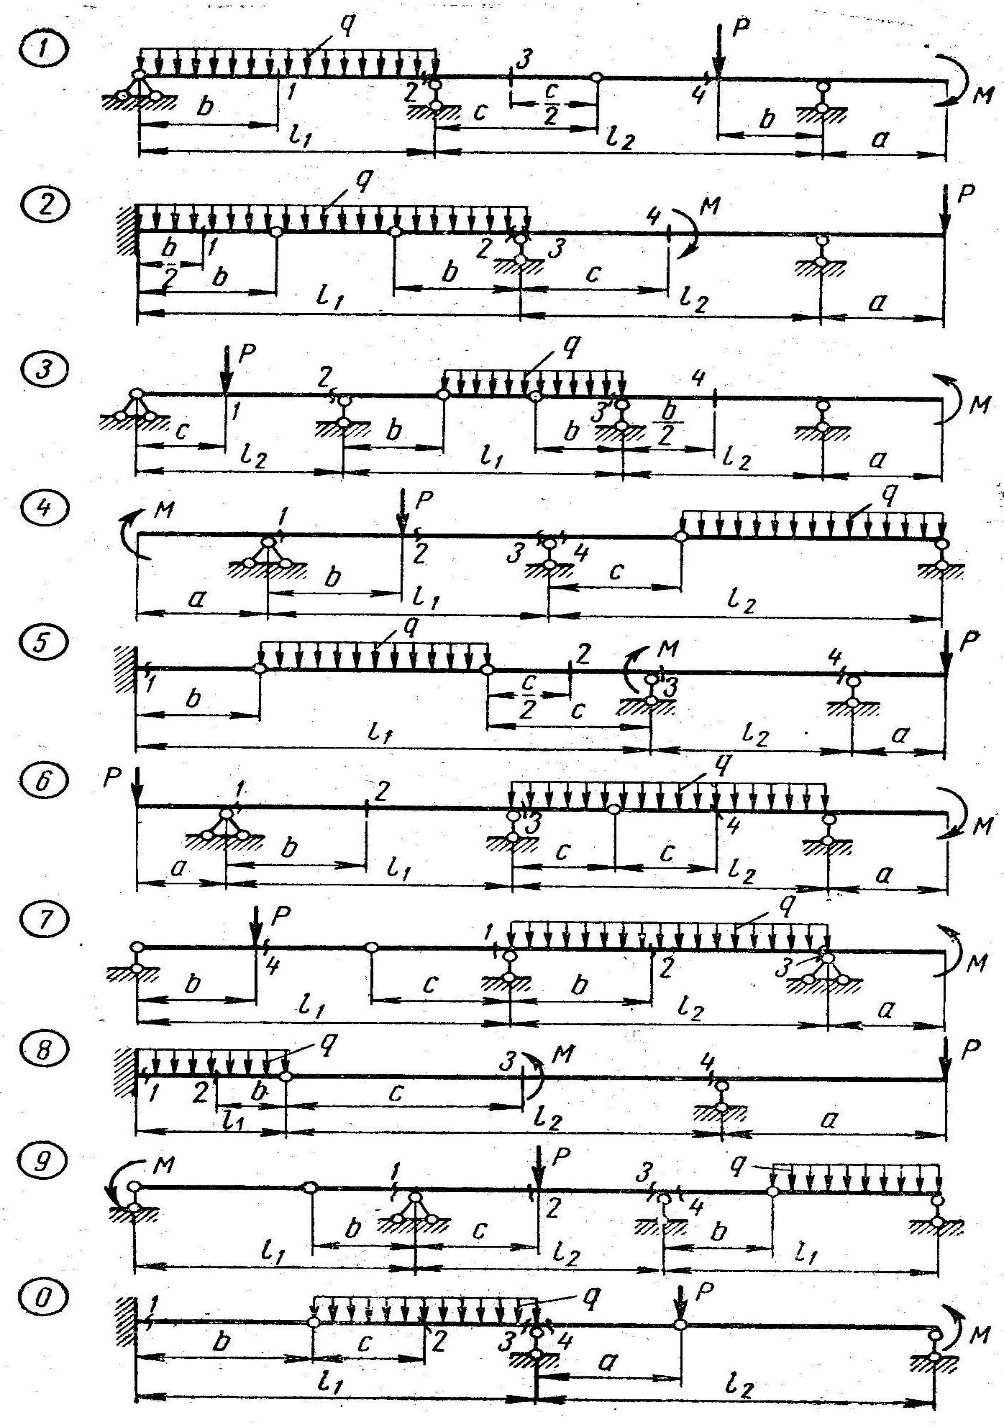 1 q P
1 2 3 4 M
b c c/2 b
l1 l2 a
2 q M P
b/2 1 2 3 4
b b c
l1 l2 a
3 P q
1 2 3 4 M
c b b b/2
l2 l1 l2 a
4 M P q
1 2 3 4
b c
a l1 l2
5 q M P
1 2 3 4
b c/2 c
l1 l2 a
6 P q
1 2 3 4 M
b c c
a l1 l2 a
7 P q
4 1 2 3 M
b c b
l1 l2 a
8 q M P
1 2 3 4
b c
l1 l2 a
9 M P q
1 2 3 4
b c b
l1 l2 l1
0 q P
1 2 3 4 M
b c a
l1 l2